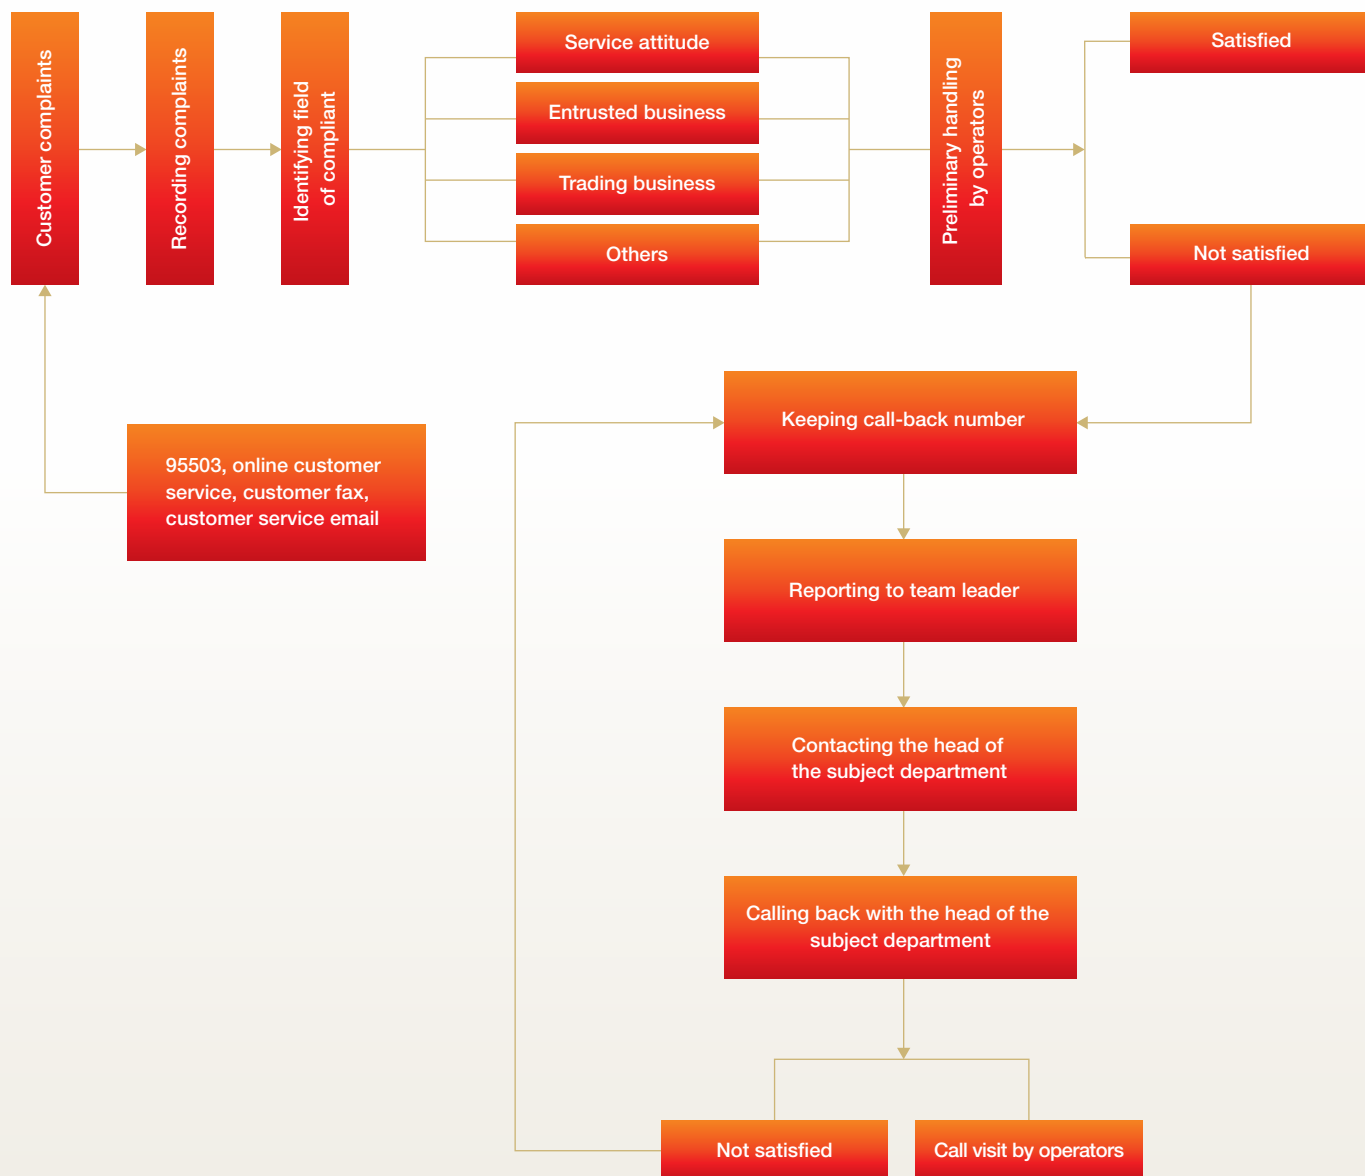 Customer complaints
Recording complaints
Identifying field
of compliant
Service attitude
Entrusted business
Trading business
Others
Preliminary handling
by operators
Satisfied
Not satisfied
95503, online customer
service, customer fax,
customer service email
Keeping call-back number
Reporting to team leader
Contacting the head of
the subject department
Calling back with the head of the
subject department
Not satisfied
Call visit by operators